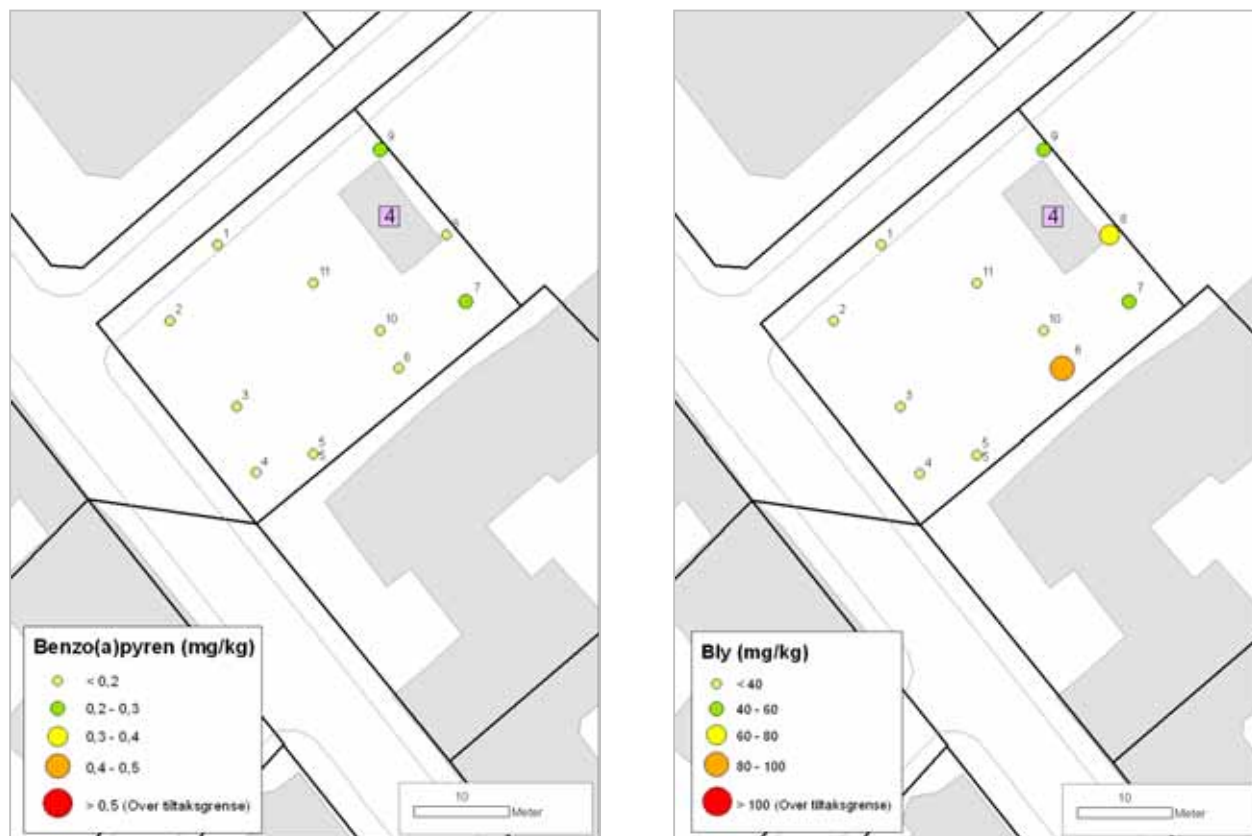 9
4
8
1
11
7
2
10
6
3
5
5
4
Benzo(a)pyren (mg/kg)
< 0,2
0,2 - 0,3
0,3 - 0,4
0,4 - 0,5
> 0.5 (Over tiltaksgrense)
10
Meter
9
4
8
1
11
7
2
10
6
3
5
5
4
Bly (mg/kg)
< 40
40 - 60
60 - 80
80 - 100
> 100 (Over tiltaksgrense)
10
Meter